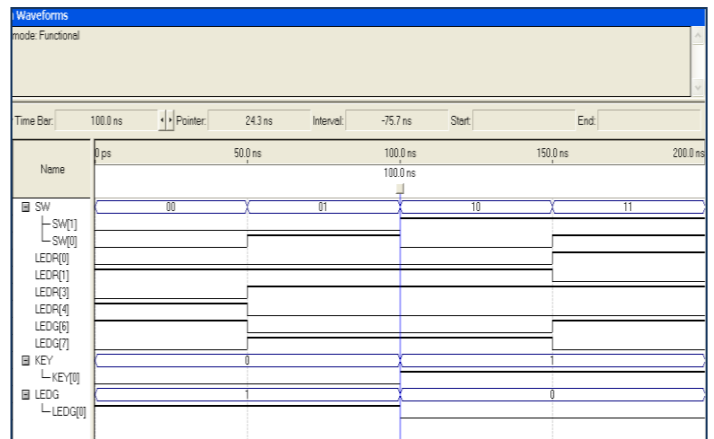 Waveforms
mode: Functional
Time Bar: 100.0 ns Pointer: 24.3 ns Interval: -75.7 ns Start: End:
Name 0 ps 50.0 ns 100.0 ns 150.0 ns 200.0 ns
100.0 ns
SW 00 01 10 11
SW[1]
SW[0]
LEDR[0]
LEDR[1]
LEDR[3]
LEDR[4]
LEDG[6]
LEDG[7]
KEY 0 1
KEY[0]
LEDG 1 0
LEDG[0]